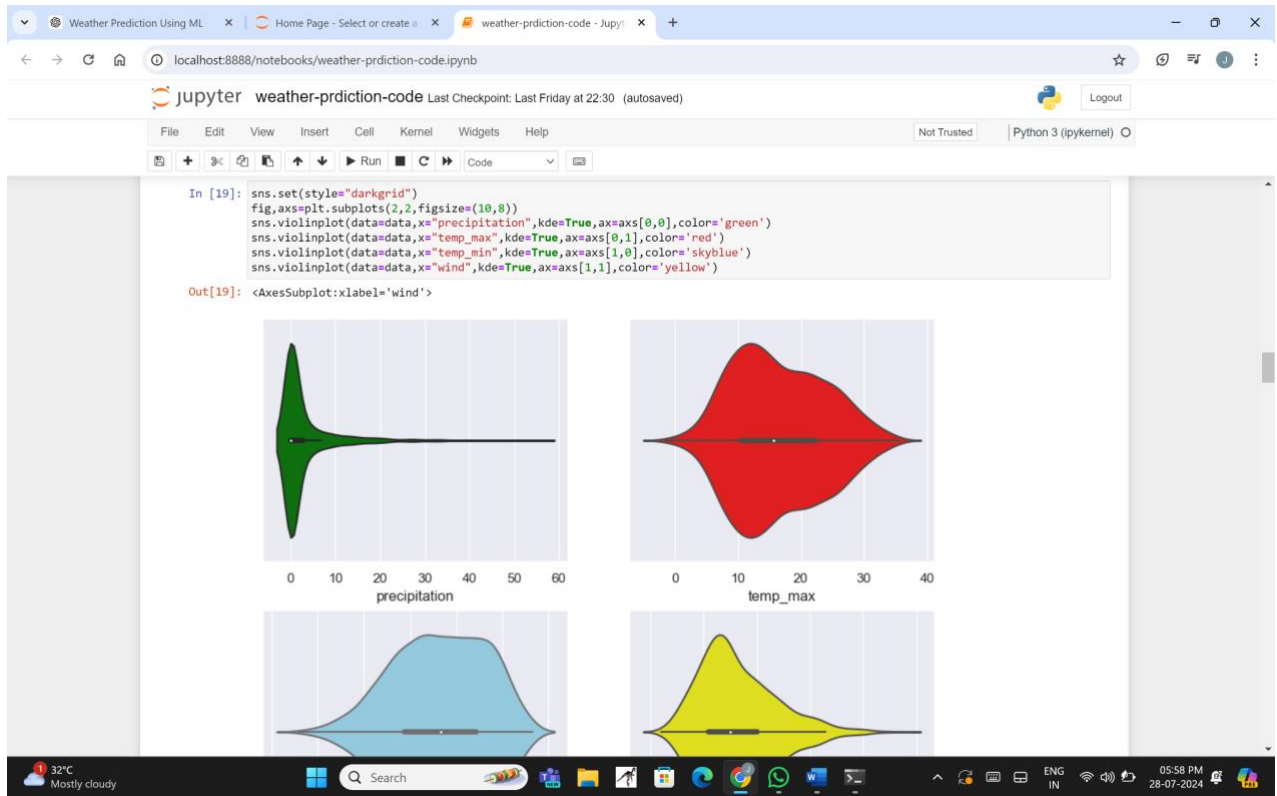 Weather Prediction Using ML
Home Page - Select or create a
weather-prdiction-code - Jupyt
localhost:8888/notebooks/weather-prdiction-code.ipynb
J
jupyter weather-prdiction-code Last Checkpoint: Last Friday at 22:30 (autosaved)
Logout
File Edit View Insert Cell Kernel Widgets Help
Not Trusted
Python 3 (ipykernel)
Run
Code
In [19]: sns.set(style="darkgrid")
fig,axs=plt.subplots(2,2,figsize=(10,8))
sns.violinplot(data=data,x="precipitation",kde=True,ax=axs[0,0],color='green')
sns.violinplot(data=data,x="temp_max",kde=True,ax=axs[0,1],color='red')
sns.violinplot(data=data,x="temp_min",kde=True,ax=axs[1,0],color='skyblue')
sns.violinplot(data=data,x="wind",kde=True,ax=axs[1,1],color='yellow')
Out[19]: <AxesSubplot:xlabel='wind'>
0 10 20 30 40 50 60
precipitation
0 10 20 30 40
temp_max
1
32°C
Mostly cloudy
Search
ENG
IN
05:58 PM
28-07-2024